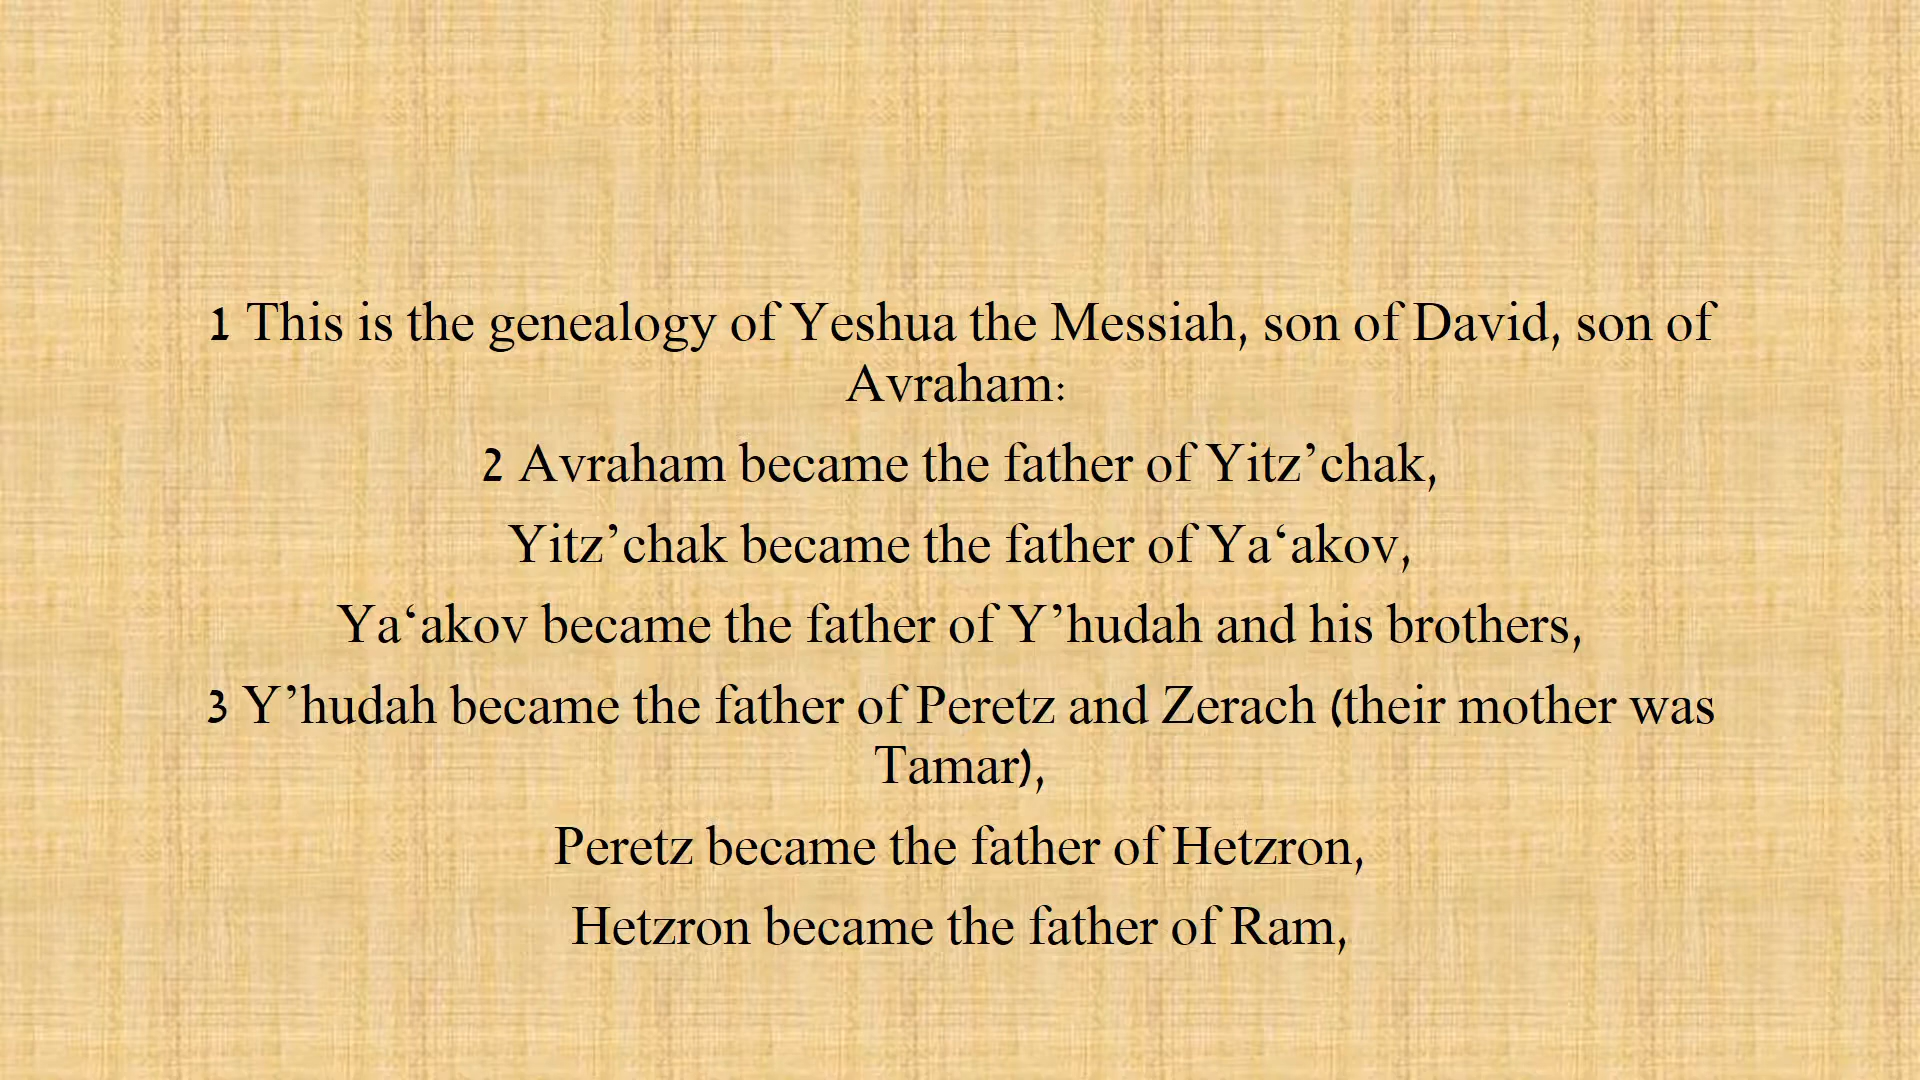 1 This is the genealogy of Yeshua the Messiah, son of David, son of
Avraham:
2 Avraham became the father of Yitz’chak,
Yitz’chak became the father of Ya‘akov,
Ya‘akov became the father of Y’hudah and his brothers,
3 Y’hudah became the father of Peretz and Zerach (their mother was
Tamar),
Peretz became the father of Hetzron,
Hetzron became the father of Ram,